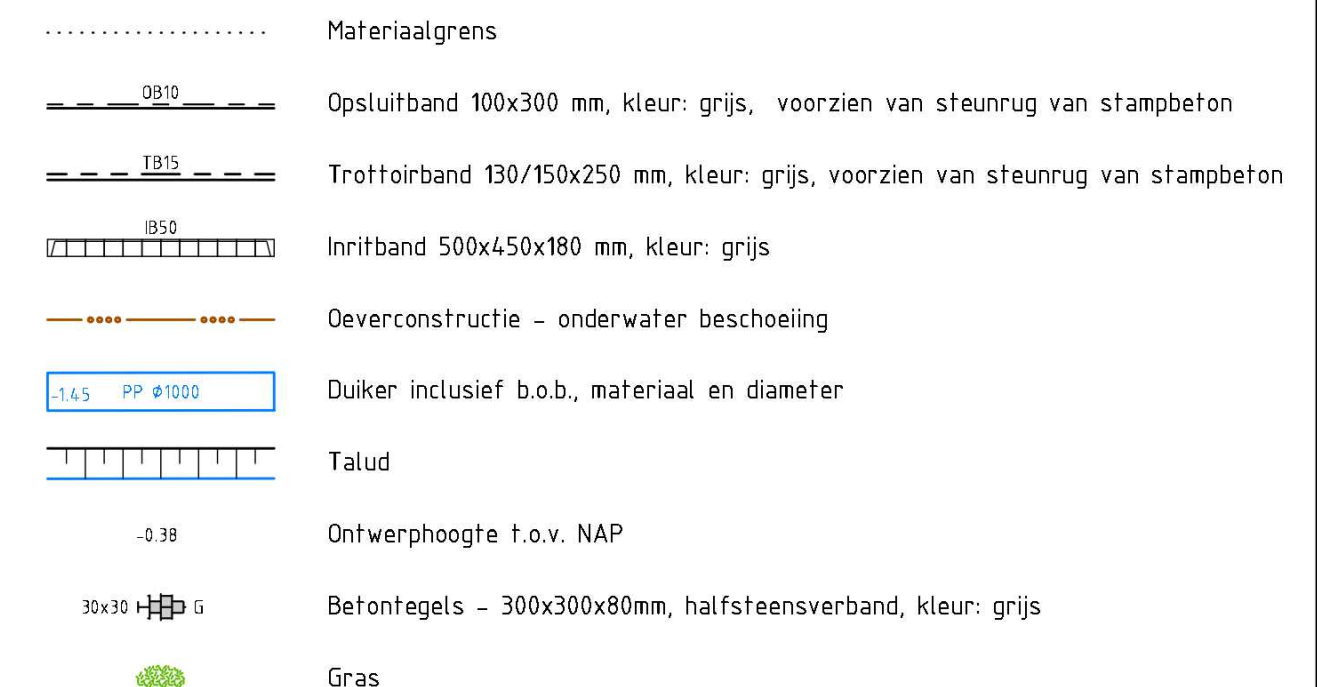 Materiaalgrens
OB10 Opsluitband 100x300 mm, kleur: grijs, voorzien van steunrug van stampbeton
TB15 Trottoirband 130/150x250 mm, kleur: grijs, voorzien van steunrug van stampbeton
IB50 Inritband 500x450x180 mm, kleur: grijs
Oeverconstructie - onderwater beschoeiing
-1.45 PP ø1000 Duiker inclusief b.o.b., materiaal en diameter
Talud
-0.38 Ontwerphoogte t.o.v. NAP
30x30 G Betontegels - 300x300x80mm, halfsteensverband, kleur: grijs
Gras